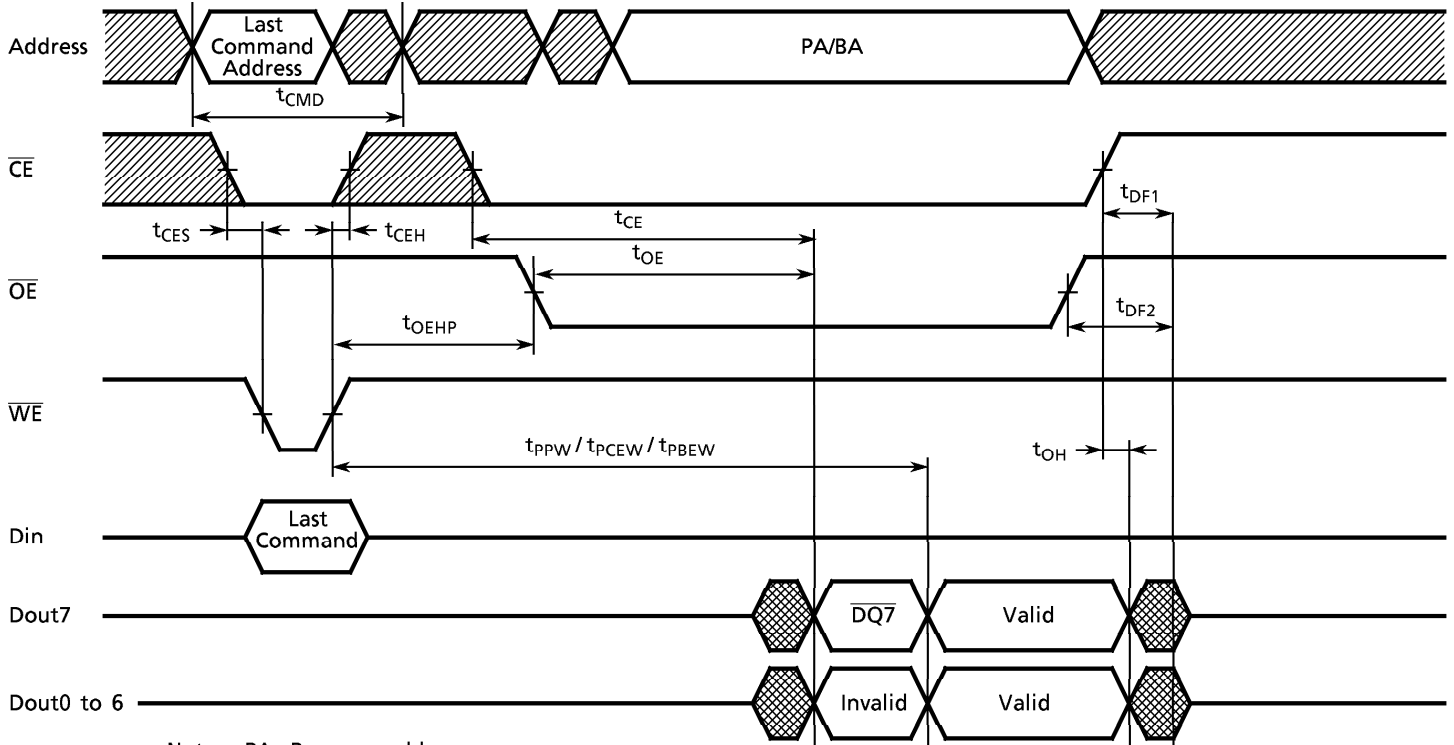 Address
Last
Command
Address
PA/BA
tCMD
CE
tCES
tCEH
tCE
tDF1
OE
tOE
tOEHP
tDF2
WE
tPPW / tPCEW / tPBEW
tOH
Din
Last
Command
Dout7
DQ7
Valid
Dout0 to 6
Invalid
Valid